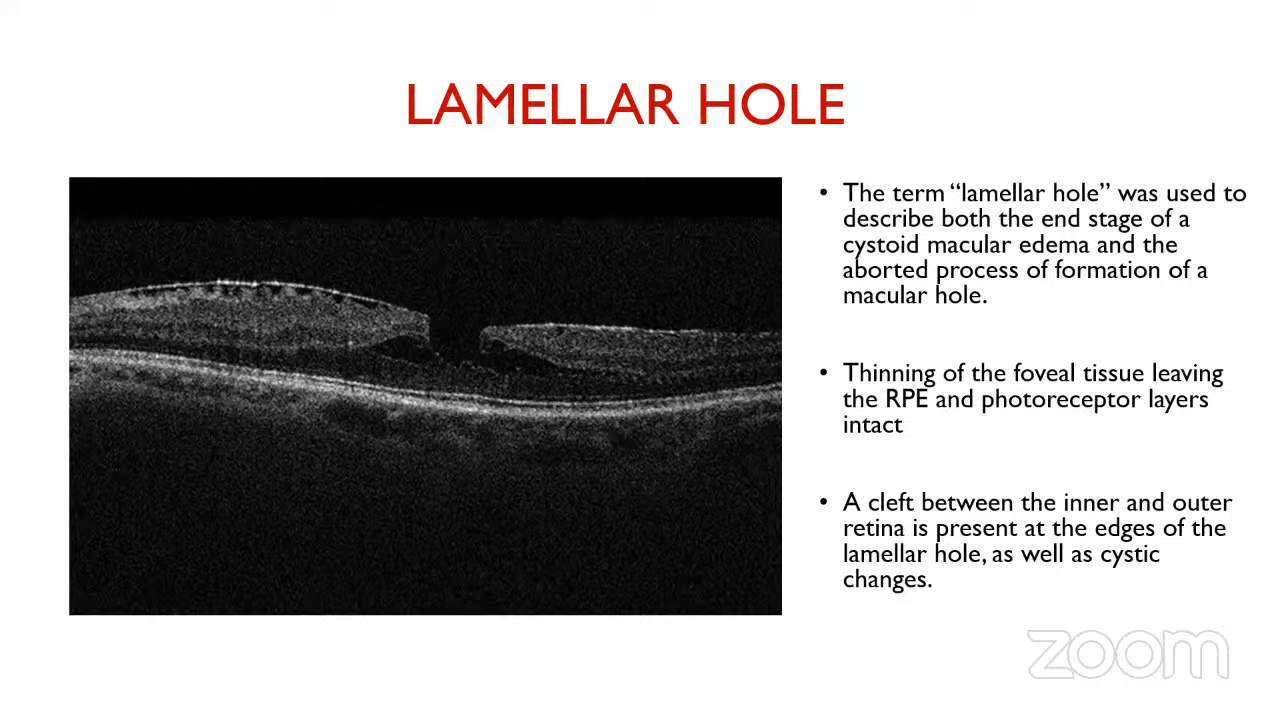 LAMELLAR HOLE
• The term “lamellar hole” was used to
describe both the end stage of a
cystoid macular edema and the
aborted process of formation of a
macular hole.
• Thinning of the foveal tissue leaving
the RPE and photoreceptor layers
intact
• A cleft between the inner and outer
retina is present at the edges of the
lamellar hole, as well as cystic
changes.
zoom